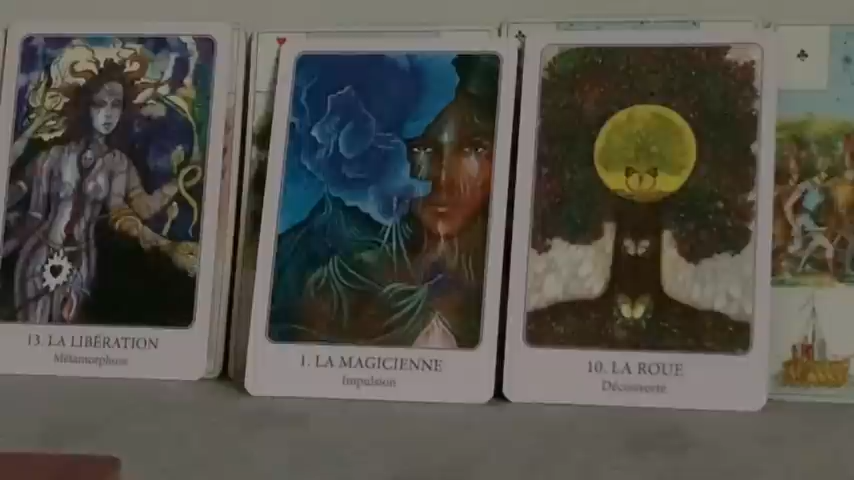 13. LA LIBÉRATION
Métamorphose
1. LA MAGICIENNE
Impulsion
10. LA ROUE
Découverte